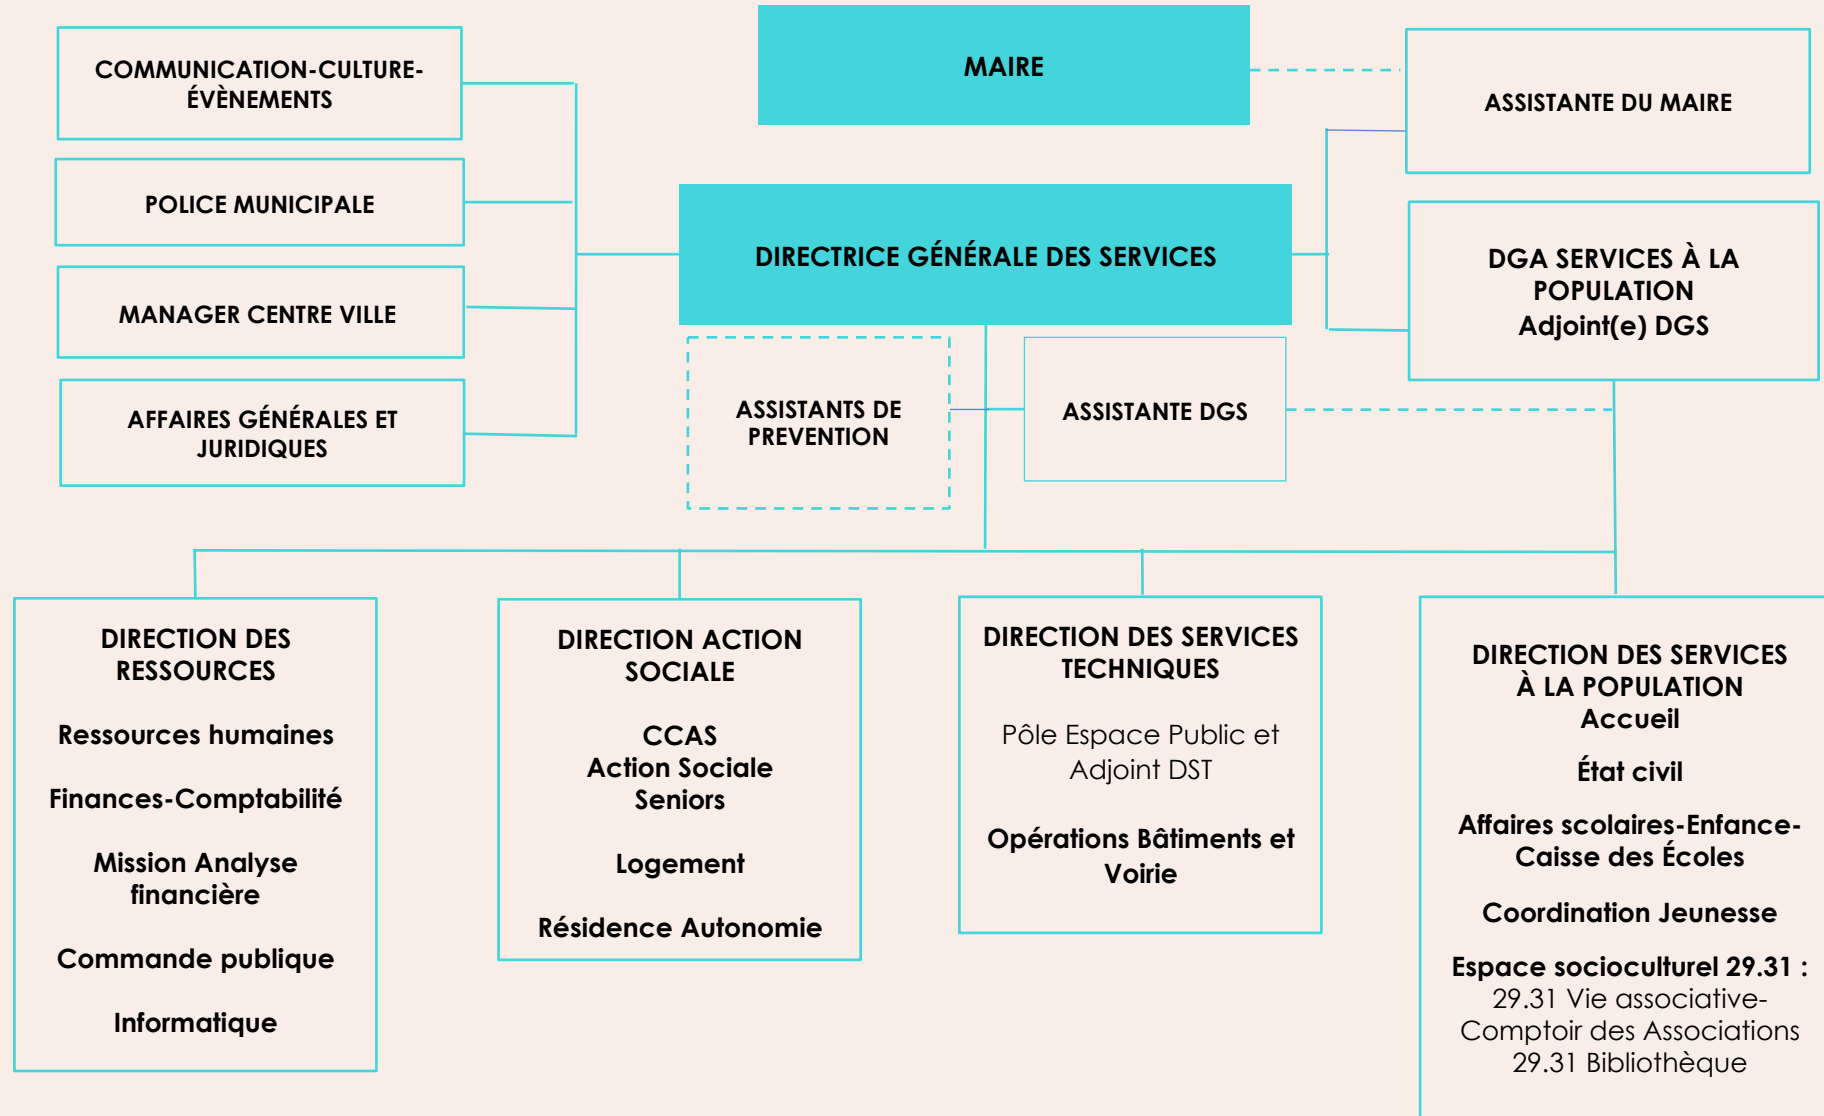 MAIRE
COMMUNICATION-CULTURE-
ÉVÈNEMENTS
ASSISTANTE DU MAIRE
POLICE MUNICIPALE
DIRECTRICE GÉNÉRALE DES SERVICES
DGA SERVICES À LA
POPULATION
Adjoint(e) DGS
MANAGER CENTRE VILLE
AFFAIRES GÉNÉRALES ET
JURIDIQUES
ASSISTANTS DE
PREVENTION
ASSISTANTE DGS
DIRECTION DES
RESSOURCES
Ressources humaines
Finances-Comptabilité
Mission Analyse
financière
Commande publique
Informatique
DIRECTION ACTION
SOCIALE
CCAS
Action Sociale
Seniors
Logement
Résidence Autonomie
DIRECTION DES SERVICES
TECHNIQUES
Pôle Espace Public et
Adjoint DST
Opérations Bâtiments et
Voirie
DIRECTION DES SERVICES
À LA POPULATION
Accueil
État civil
Affaires scolaires-Enfance-
Caisse des Écoles
Coordination Jeunesse
Espace socioculturel 29.31 :
29.31 Vie associative-
Comptoir des Associations
29.31 Bibliothèque